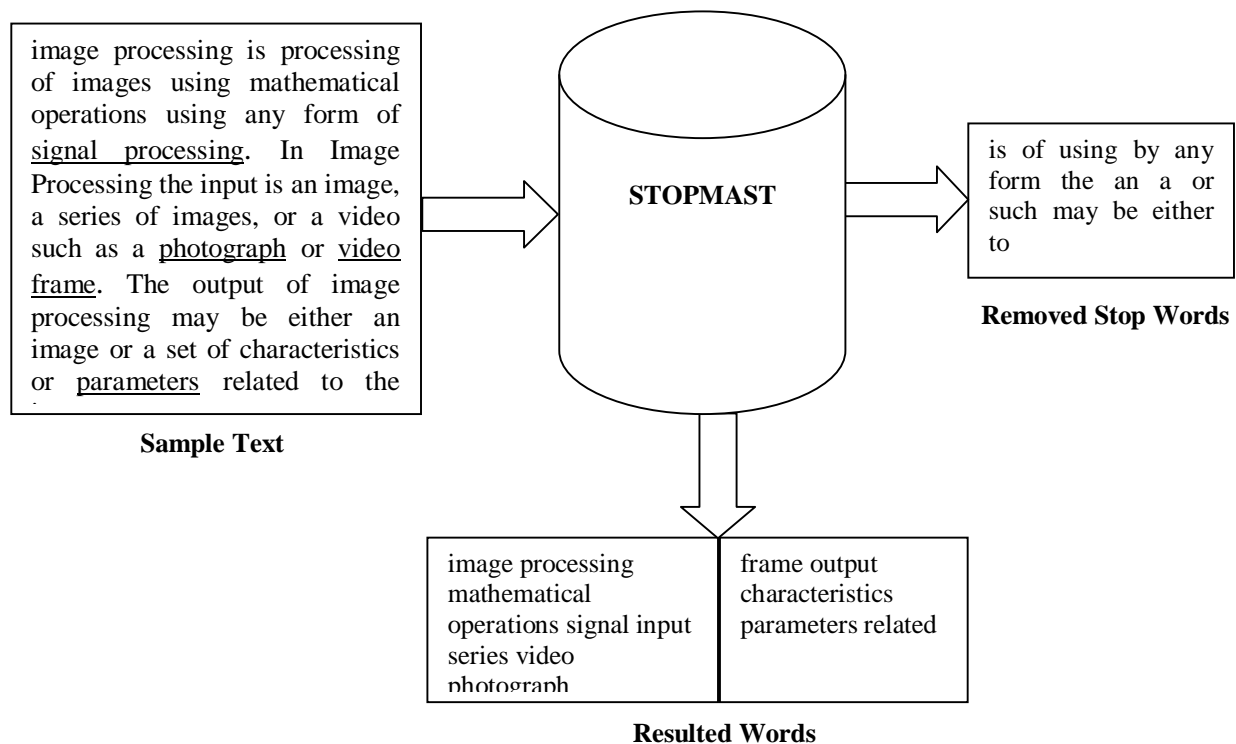 image processing is processing
of images using mathematical
operations using any form of
signal processing. In Image
Processing the input is an image,
a series of images, or a video
such as a photograph or video
frame. The output of image
processing may be either an
image or a set of characteristics
or parameters related to the
Sample Text
STOPMAST
is of using by any
form the an a or
such may be either
to
Removed Stop Words
image processing
mathematical
operations signal input
series video
photograph
frame output
characteristics
parameters related
Resulted Words